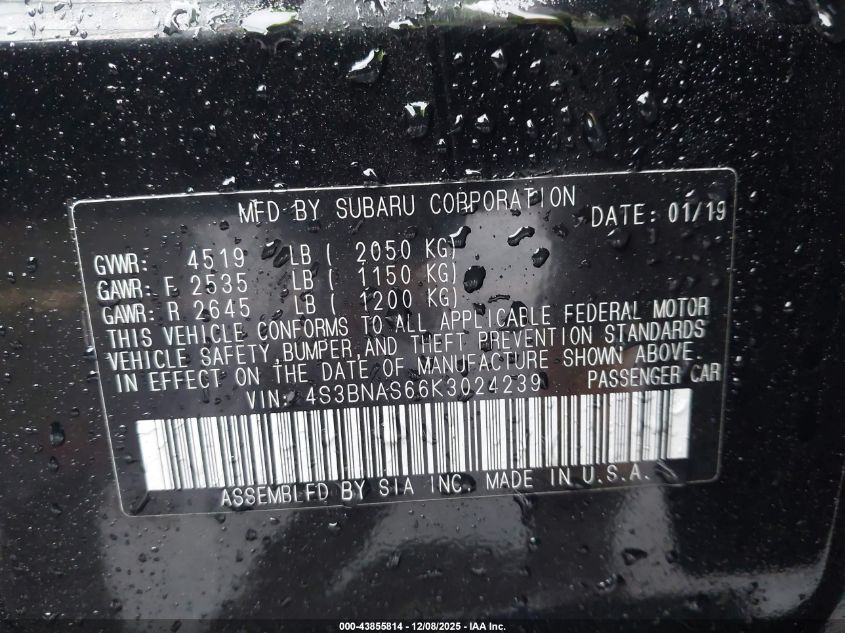 MFD BY SUBARU CORPORATION DATE: 01/19
GVWR: 4519 LB ( 2050 KG)
GAWR: F 2535 LB ( 1150 KG)
GAWR: R 2645 LB ( 1200 KG)
THIS VEHICLE CONFORMS TO ALL APPLICABLE FEDERAL MOTOR
VEHICLE SAFETY, BUMPER, AND THEFT PREVENTION STANDARDS
IN EFFECT ON THE DATE OF MANUFACTURE SHOWN ABOVE.
VIN: 4S3BNAS66K3024239 PASSENGER CAR
ASSEMBLED BY SIA INC. MADE IN U.S.A.
000-43855814 - 12/08/2025 - IAA Inc.